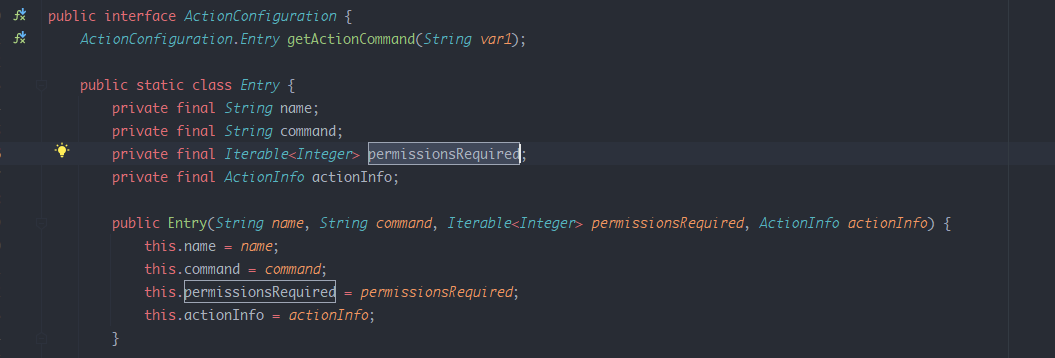 public interface ActionConfiguration {
ActionConfiguration.Entry getActionCommand(String var1);
public static class Entry {
private final String name;
private final String command;
private final Iterable<Integer> permissionsRequired;
private final ActionInfo actionInfo;
public Entry(String name, String command, Iterable<Integer> permissionsRequired, ActionInfo actionInfo) {
this.name = name;
this.command = command;
this.permissionsRequired = permissionsRequired;
this.actionInfo = actionInfo;
}